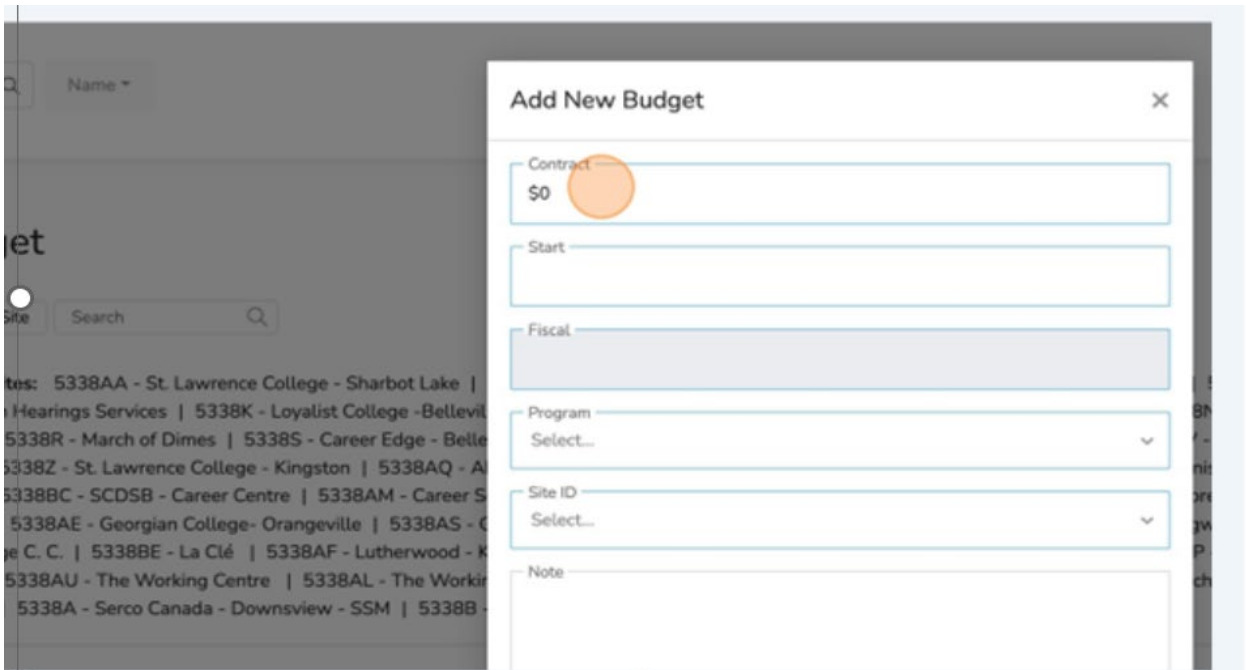 Name
Add New Budget
Contract
$0
Start
get
Site
Search
Fiscal
tes: 5338AA - St. Lawrence College - Sharbot Lake |
Hearings Services | 5338K - Loyalist College -Bellevil
5338R - March of Dimes | 5338S - Career Edge - Belle
5338Z - St. Lawrence College - Kingston | 5338AQ - A
5338BC - SCDSB - Career Centre | 5338AM - Career S
5338AE - Georgian College- Orangeville | 5338AS -
ge C. C. | 5338BE - La Clé | 5338AF - Lutherwood - K
5338AU - The Working Centre | 5338AL - The Workin
5338A - Serco Canada - Downsview - SSM | 5338B -
Program
Select...
Site ID
Select...
Note